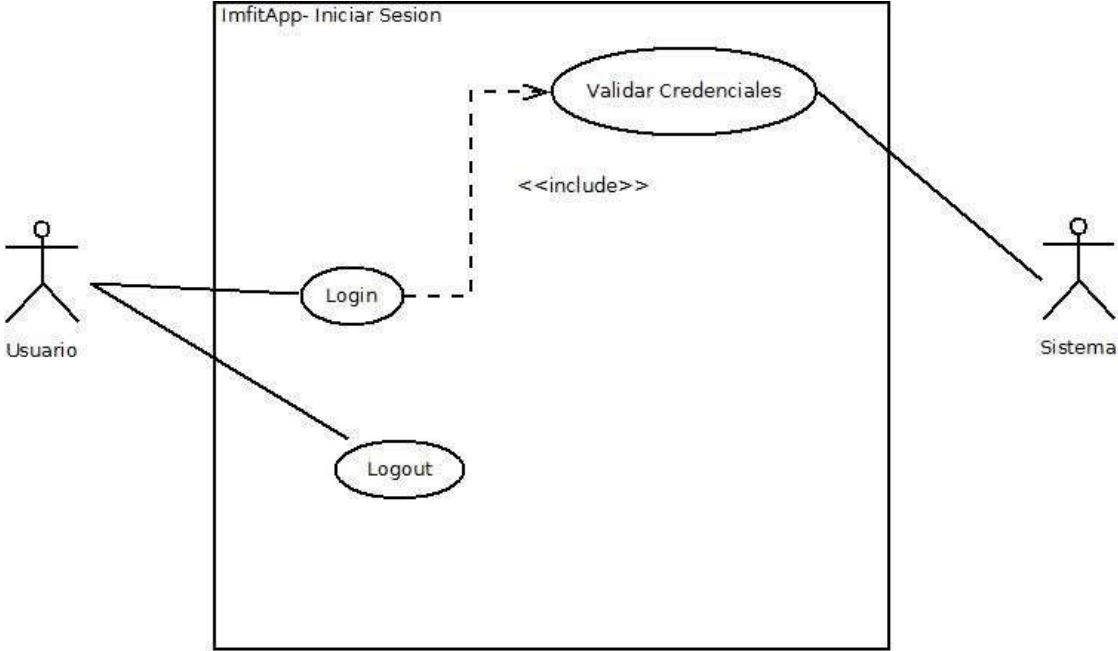 ImfitApp- Iniciar Sesion
Validar Credenciales
<<include>>
Login
Usuario
Sistema
Logout